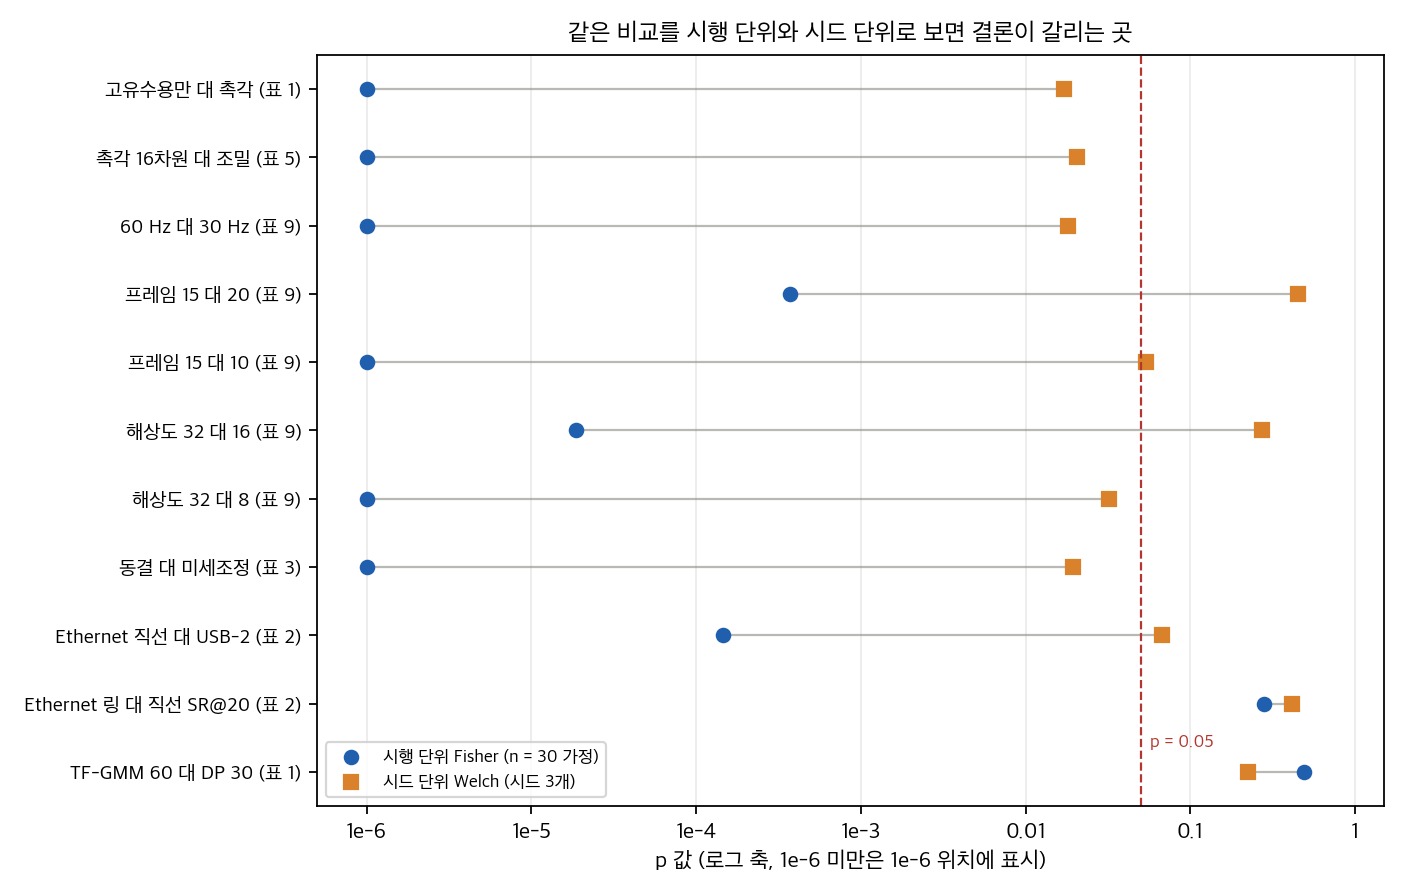 같은 비교를 시행 단위와 시드 단위로 보면 결론이 갈리는 곳
고유수용만 대 촉각 (표 1)
촉각 16차원 대 조밀 (표 5)
60 Hz 대 30 Hz (표 9)
프레임 15 대 20 (표 9)
프레임 15 대 10 (표 9)
해상도 32 대 16 (표 9)
해상도 32 대 8 (표 9)
동결 대 미세조정 (표 3)
Ethernet 직선 대 USB-2 (표 2)
Ethernet 링 대 직선 SR@20 (표 2)
TF-GMM 60 대 DP 30 (표 1)
p = 0.05
시행 단위 Fisher (n = 30 가정)
시드 단위 Welch (시드 3개)
1e-6
1e-5
1e-4
1e-3
0.01
0.1
1
p 값 (로그 축, 1e-6 미만은 1e-6 위치에 표시)